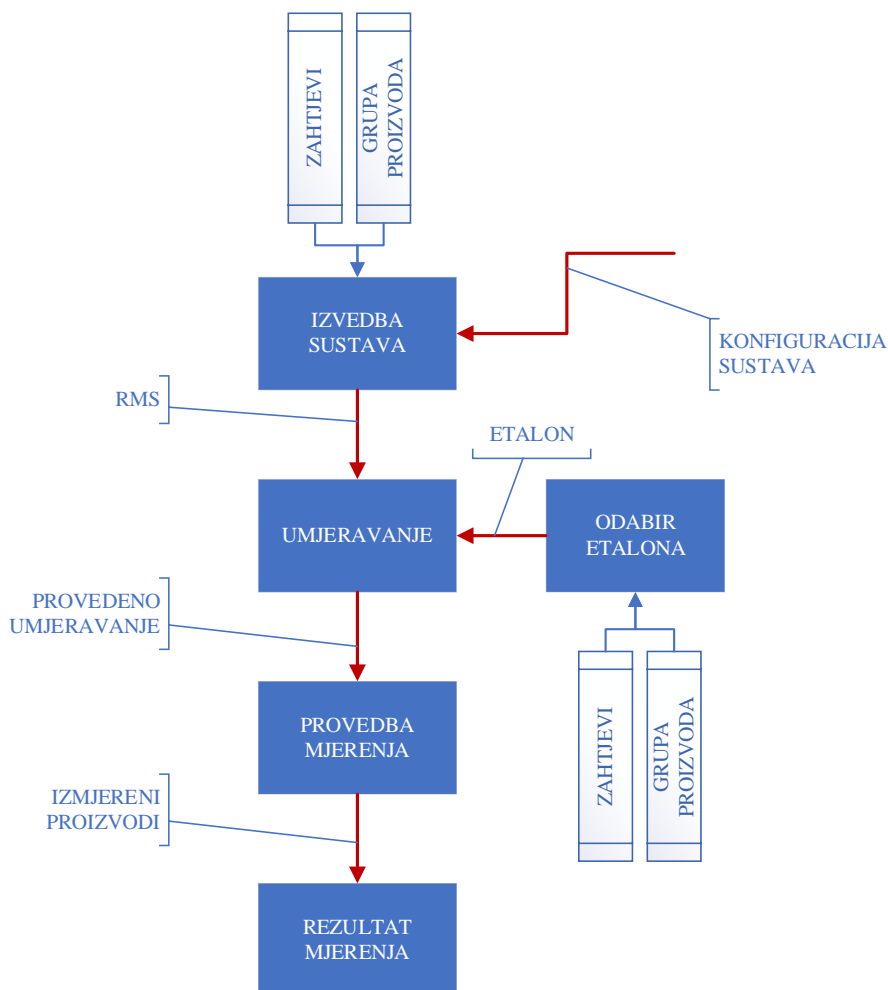 ZAHTJEVI
GRUPA
PROIZVODA
IZVEDBA
SUSTAVA
KONFIGURACIJA
SUSTAVA
RMS
ETALON
UMJERAVANJE
ODABIR
ETALONA
PROVEDENO
UMJERAVANJE
ZAHTJEVI
GRUPA
PROIZVODA
PROVEDBA
MJERENJA
IZMJERENI
PROIZVODI
REZULTAT
MJERENJA